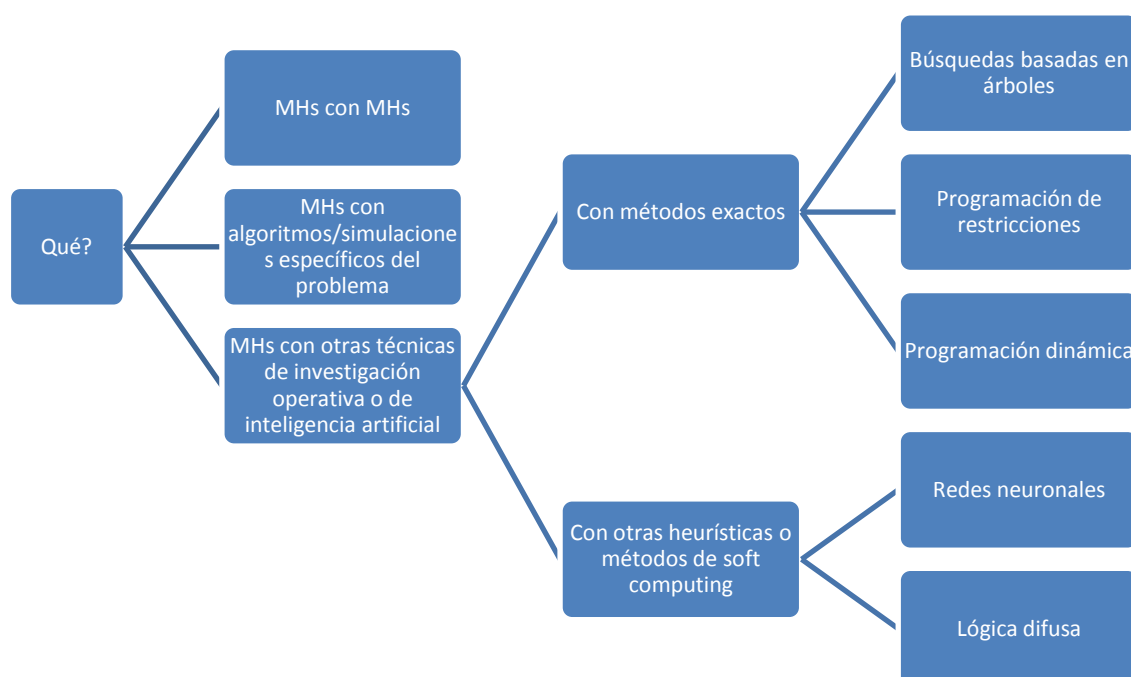 Qué?
MHs con MHs
MHs con
algoritmos/simulacione
s específicos del
problema
MHs con otras técnicas
de investigación
operativa o de
inteligencia artificial
Con métodos exactos
Con otras heurísticas o
métodos de soft
computing
Búsquedas basadas en
árboles
Programación de
restricciones
Programación dinámica
Redes neuronales
Lógica difusa